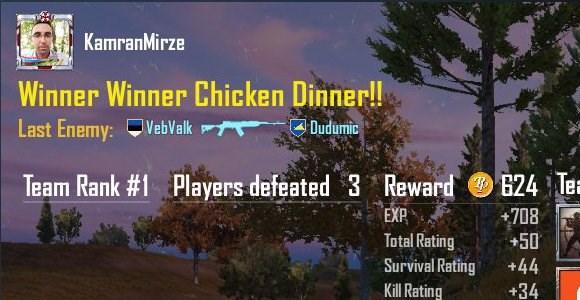 KamranMirze
Winner Winner Chicken Dinner!!
Last Enemy: VebValk Dudumic
Team Rank #1 Players defeated 3 Reward 624 Tea
EXP +708
Total Rating +50
Survival Rating +44
Kill Rating +34